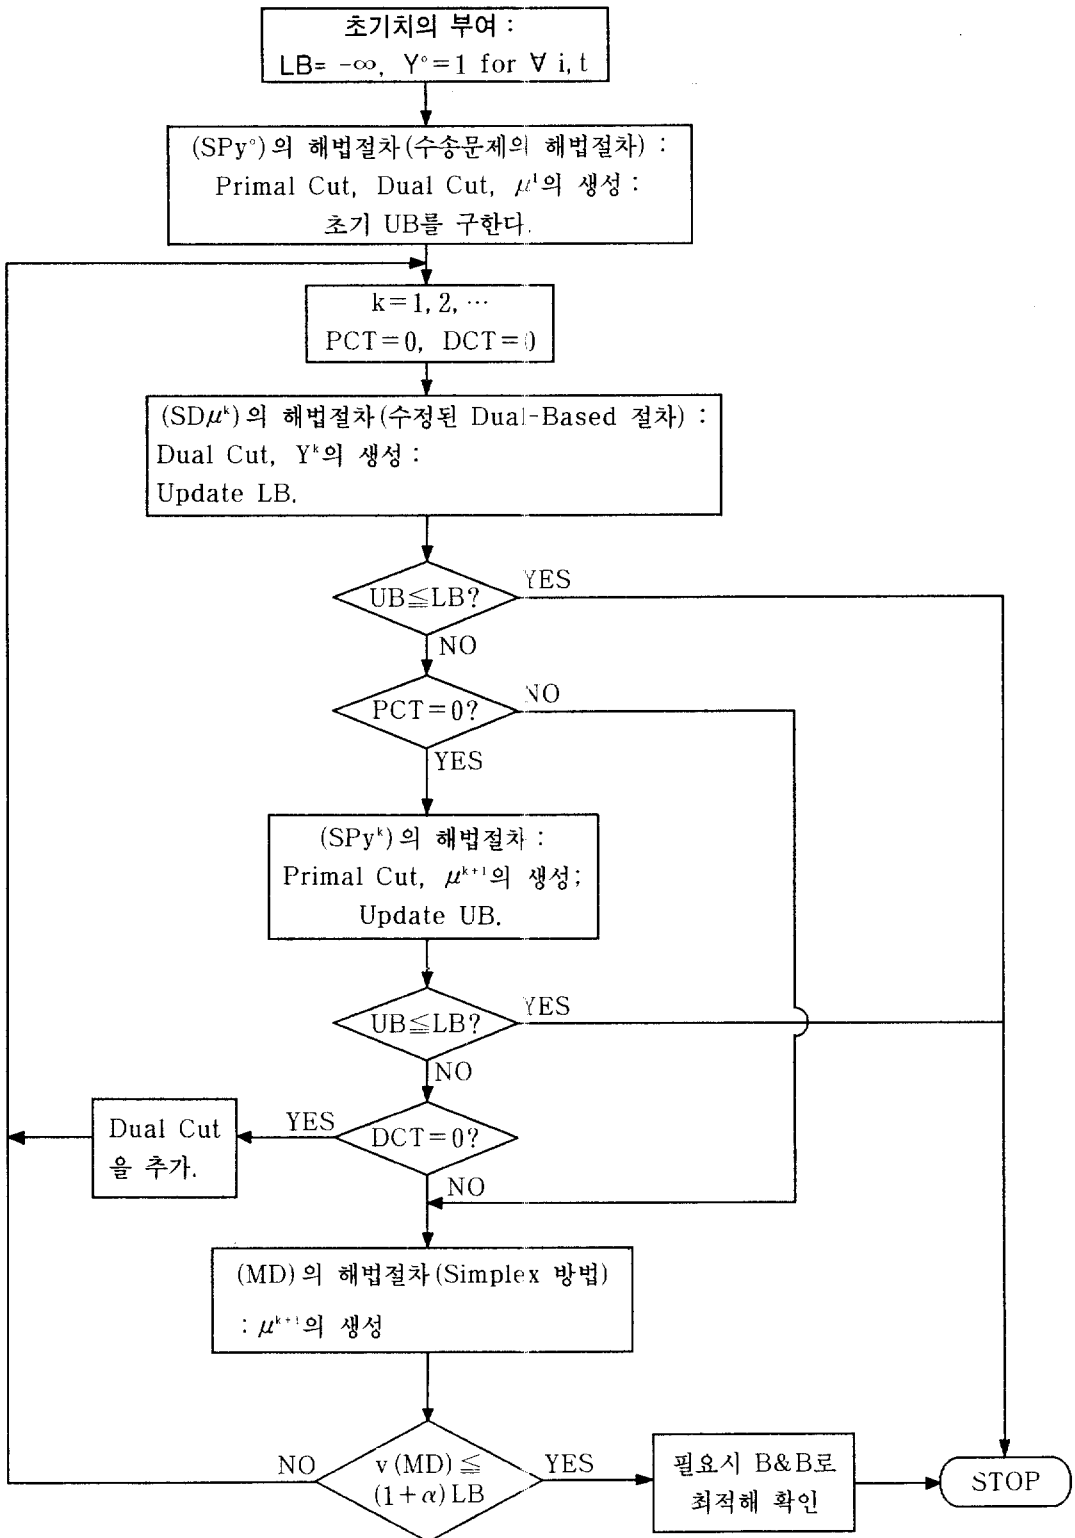 초기치의 부여 :
LB= -∞, Y°=1 for ∀ i, t
(SPy°)의 해법절차(수송문제의 해법절차) :
Primal Cut, Dual Cut, μ¹의 생성 :
초기 UB를 구한다.
k=1, 2, …
PCT=0, DCT=0
(SDμᵏ)의 해법절차(수정된 Dual-Based 절차) :
Dual Cut, Yᵏ의 생성 :
Update LB.
UB≦LB?
YES
NO
PCT=0?
NO
YES
(SPyᵏ)의 해법절차 :
Primal Cut, μᵏ⁺¹의 생성;
Update UB.
UB≦LB?
YES
NO
DCT=0?
YES
Dual Cut
을 추가.
NO
(MD)의 해법절차(Simplex 방법)
: μᵏ⁺¹의 생성
v(MD)≦
(1+α)LB
NO
YES
필요시 B&B로
최적해 확인
STOP